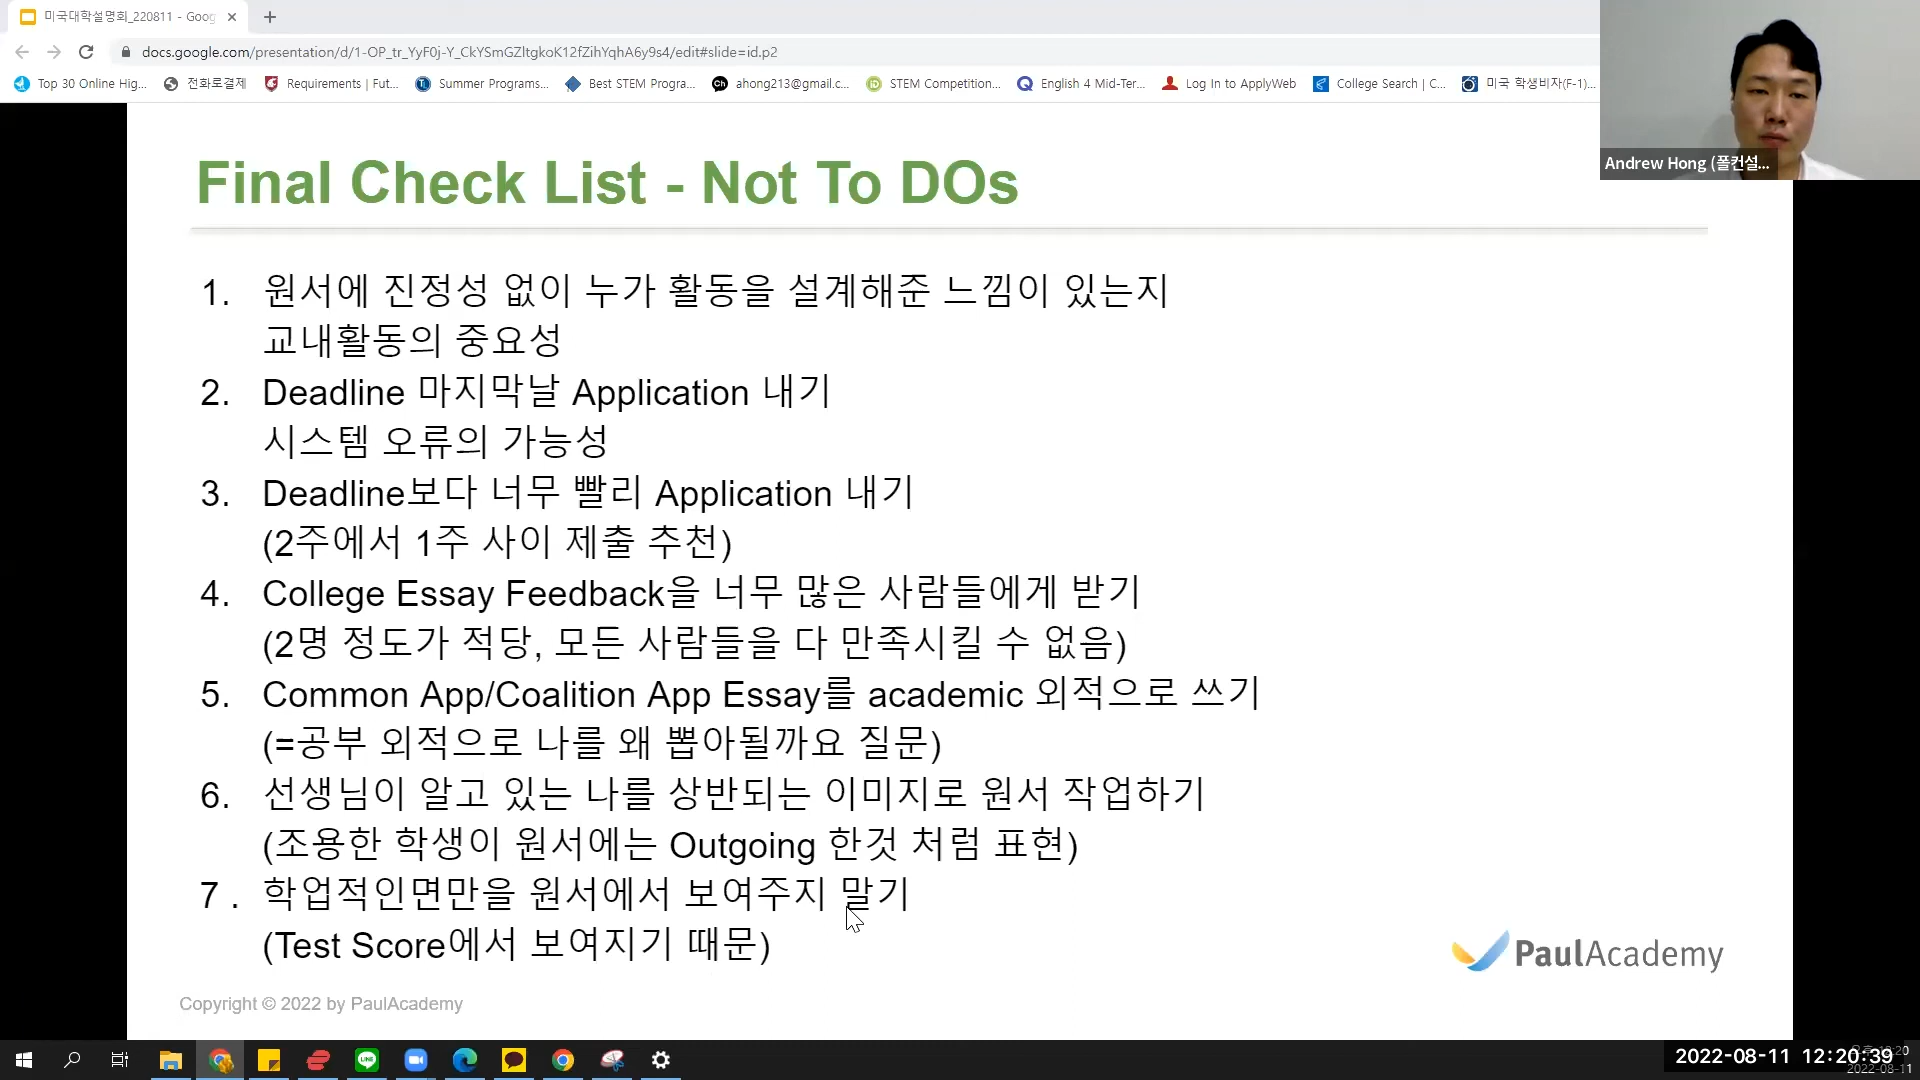 미국대학설명회_220811 - Goog
docs.google.com/presentation/d/1-OP_tr_YyF0j-Y_CkYSmGZltgkoK12fZihYqhA6y9s4/edit#slide=id.p2
Top 30 Online Hig... 전화로결제 Requirements | Fut... Summer Programs... Best STEM Progra... ahong213@gmail.c... STEM Competition... English 4 Mid-Ter... Log In to ApplyWeb College Search | C... 미국 학생비자(F-1)...
Andrew Hong (폴컨설...
Final Check List - Not To DOs
1. 원서에 진정성 없이 누가 활동을 설계해준 느낌이 있는지
교내활동의 중요성
2. Deadline 마지막날 Application 내기
시스템 오류의 가능성
3. Deadline보다 너무 빨리 Application 내기
(2주에서 1주 사이 제출 추천)
4. College Essay Feedback을 너무 많은 사람들에게 받기
(2명 정도가 적당, 모든 사람들을 다 만족시킬 수 없음)
5. Common App/Coalition App Essay를 academic 외적으로 쓰기
(=공부 외적으로 나를 왜 뽑아될까요 질문)
6. 선생님이 알고 있는 나를 상반되는 이미지로 원서 작업하기
(조용한 학생이 원서에는 Outgoing 한것 처럼 표현)
7 . 학업적인면만을 원서에서 보여주지 말기
(Test Score에서 보여지기 때문)
PaulAcademy
Copyright © 2022 by PaulAcademy
2022-08-11 12:20:39
2022-08-11